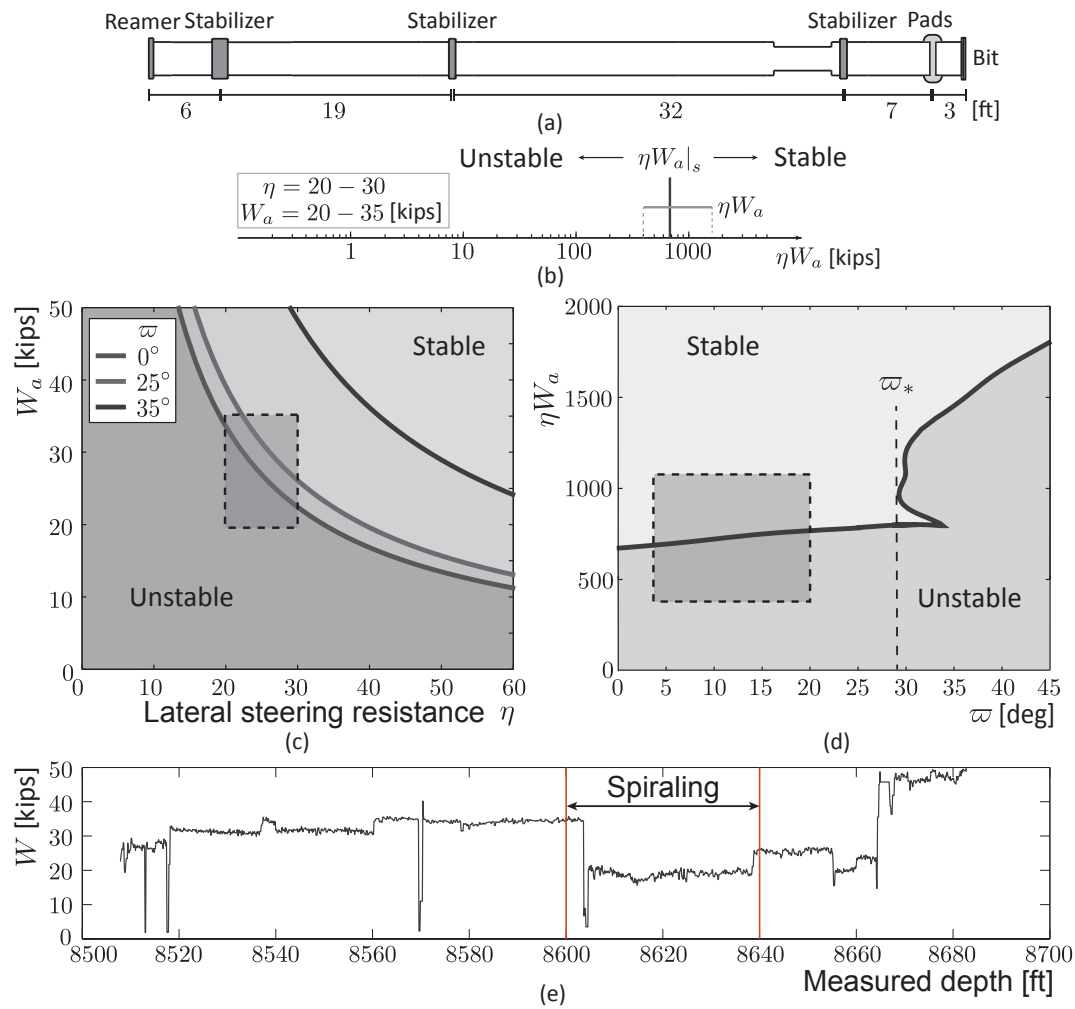 Reamer Stabilizer Stabilizer Stabilizer Pads
Bit
6 19 32 7 3 [ft]
(a)
Unstable ηW_a|_s Stable
η = 20 − 30
W_a = 20 − 35 [kips]
ηW_a
1 10 100 1000 ηW_a [kips]
(b)
50
40
30
20
10
0
W_a [kips]
ϖ
0°
25°
35°
Stable
Unstable
0 10 20 30 40 50 60
Lateral steering resistance η
(c)
2000
1500
1000
500
0
ηW_a
Stable
ϖ_*
Unstable
0 5 10 15 20 25 30 35 40 45
ϖ [deg]
(d)
50
40
30
20
10
0
W [kips]
Spiraling
8500 8520 8540 8560 8580 8600 8620 8640 8660 8680 8700
Measured depth [ft]
(e)